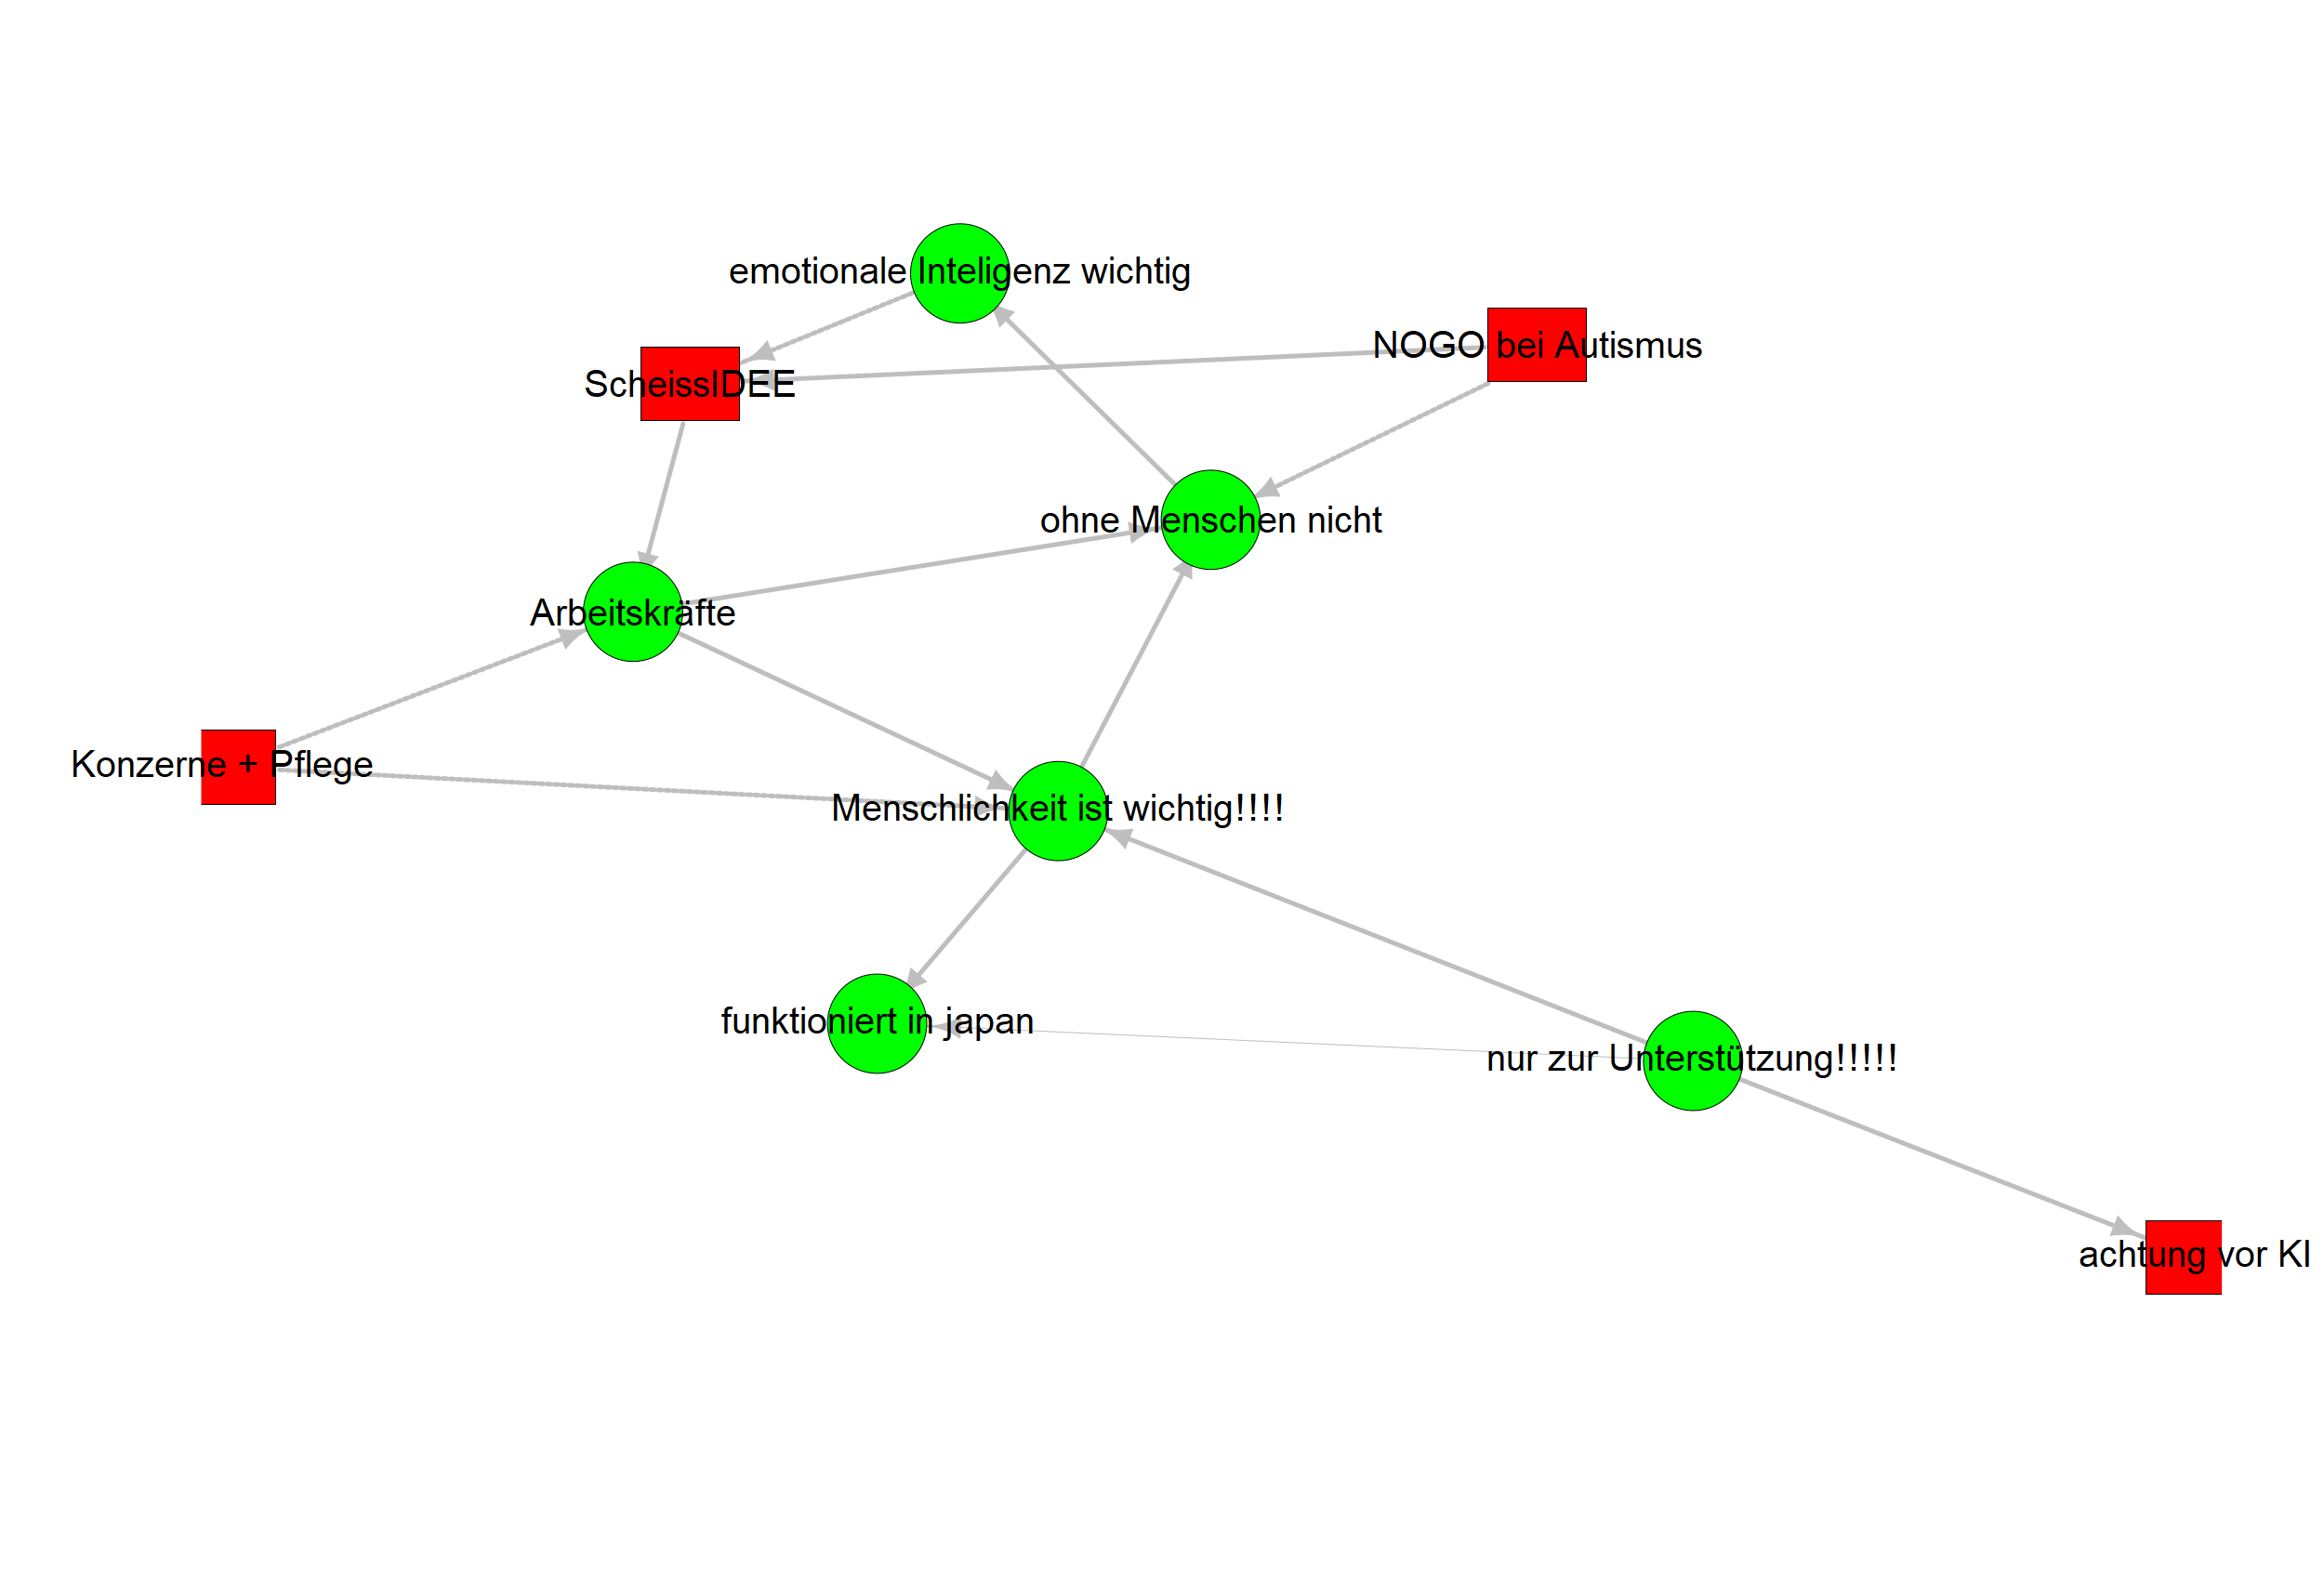 emotionale Inteligenz wichtig
NOGO bei Autismus
ScheissIDEE
ohne Menschen nicht
Arbeitskräfte
Konzerne + Pflege
Menschlichkeit ist wichtig!!!!
funktioniert in japan
nur zur Unterstützung!!!!!
achtung vor KI